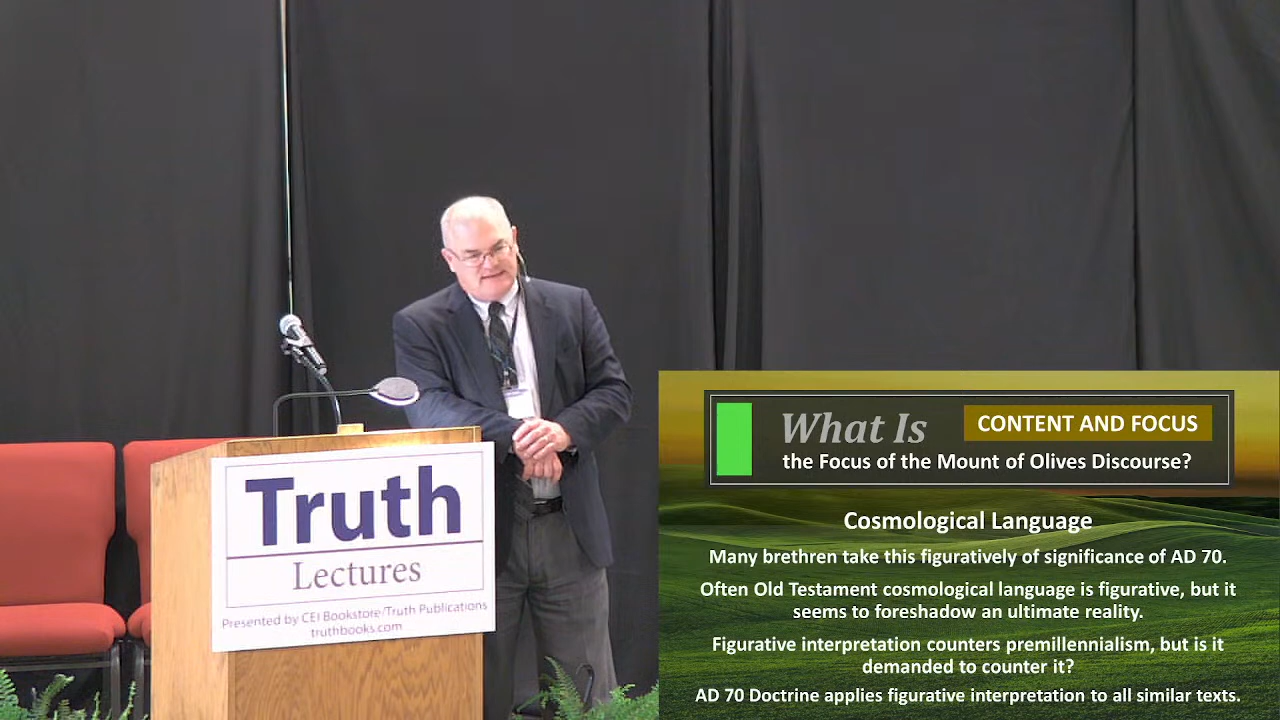 Truth
Lectures
Presented by CEI Bookstore/Truth Publications
truthbooks.com
What Is
CONTENT AND FOCUS
the Focus of the Mount of Olives Discourse?
Cosmological Language
Many brethren take this figuratively of significance of AD 70.
Often Old Testament cosmological language is figurative, but it
seems to foreshadow an ultimate reality.
Figurative interpretation counters premillennialism, but is it
demanded to counter it?
AD 70 Doctrine applies figurative interpretation to all similar texts.